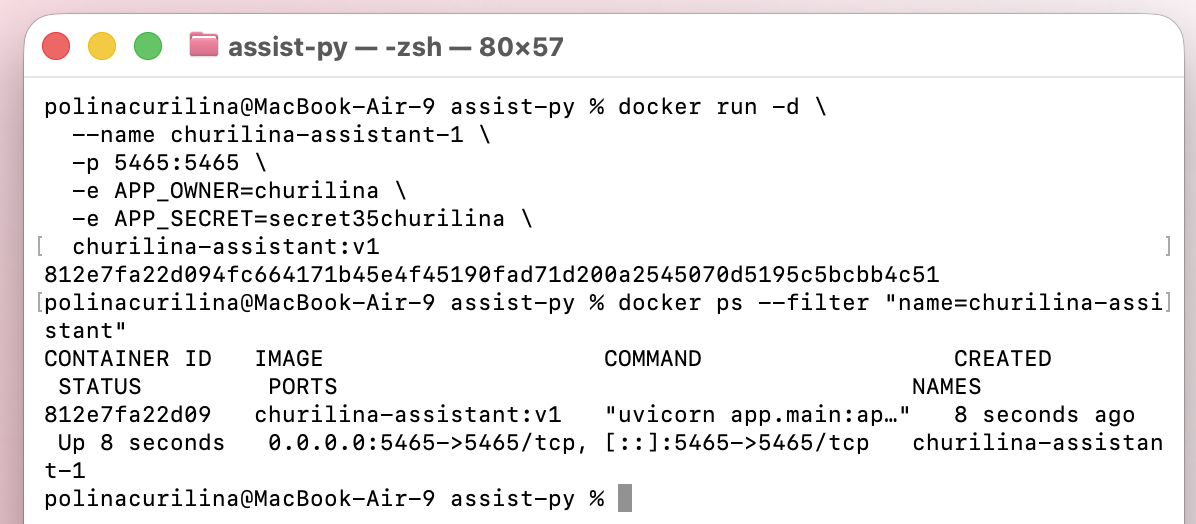 assist-py — -zsh — 80×57
polinacurilina@MacBook-Air-9 assist-py % docker run -d \
  --name churilina-assistant-1 \
  -p 5465:5465 \
  -e APP_OWNER=churilina \
  -e APP_SECRET=secret35churilina \
[  churilina-assistant:v1 ]
812e7fa22d094fc664171b45e4f45190fad71d200a2545070d5195c5bcbb4c51
[polinacurilina@MacBook-Air-9 assist-py % docker ps --filter "name=churilina-assi]
stant"
CONTAINER ID   IMAGE                    COMMAND                  CREATED
 STATUS         PORTS                                         NAMES
812e7fa22d09   churilina-assistant:v1   "uvicorn app.main:ap…"   8 seconds ago
 Up 8 seconds   0.0.0.0:5465->5465/tcp, [::]:5465->5465/tcp   churilina-assistan
t-1
polinacurilina@MacBook-Air-9 assist-py %